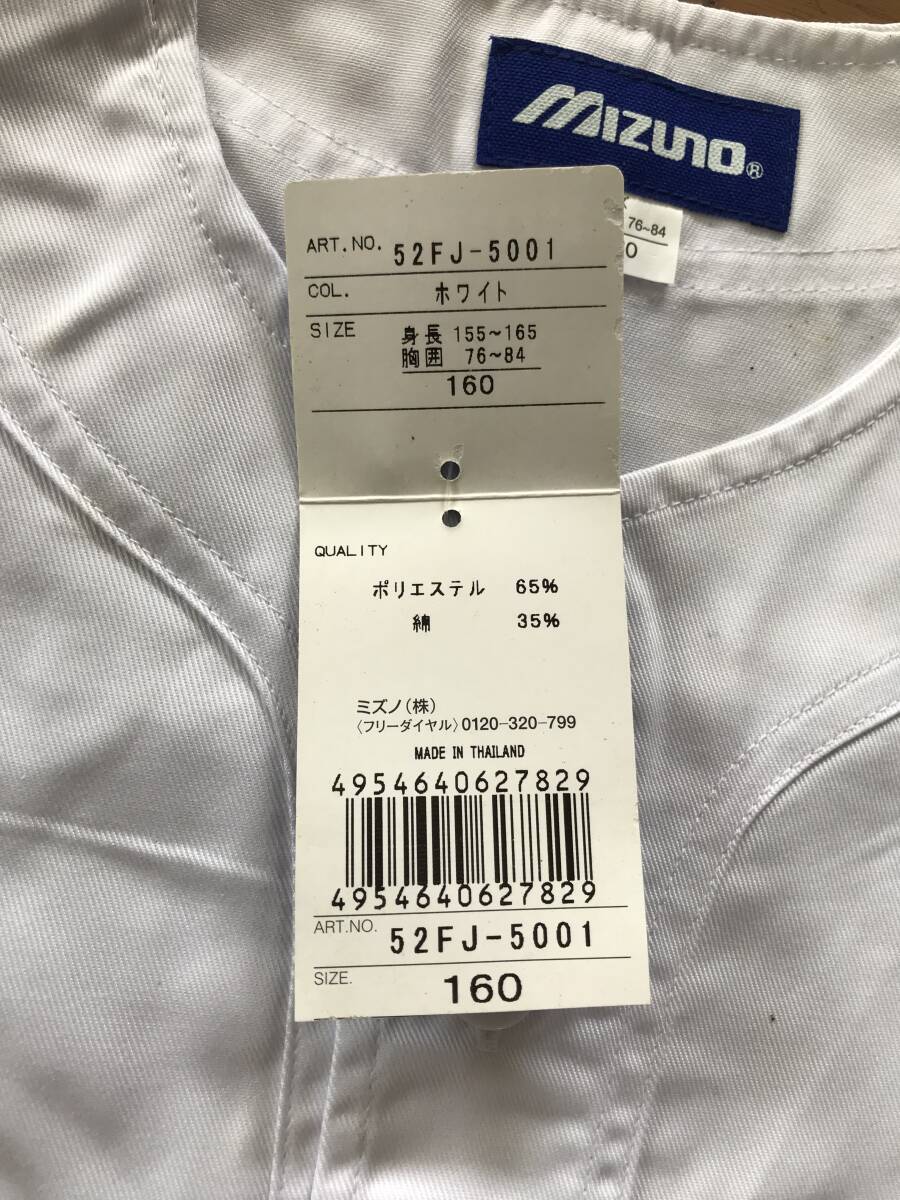 MIZUNO®
76~84
0
ART.NO. 52FJ-5001
COL. ホワイト
SIZE 身長 155~165
胸囲 76~84
160
QUALITY
ポリエステル 65%
綿 35%
ミズノ(株)
〈フリーダイヤル〉0120-320-799
MADE IN THAILAND
4954640627829
4954640627829
ART.NO. 52FJ-5001
SIZE. 160